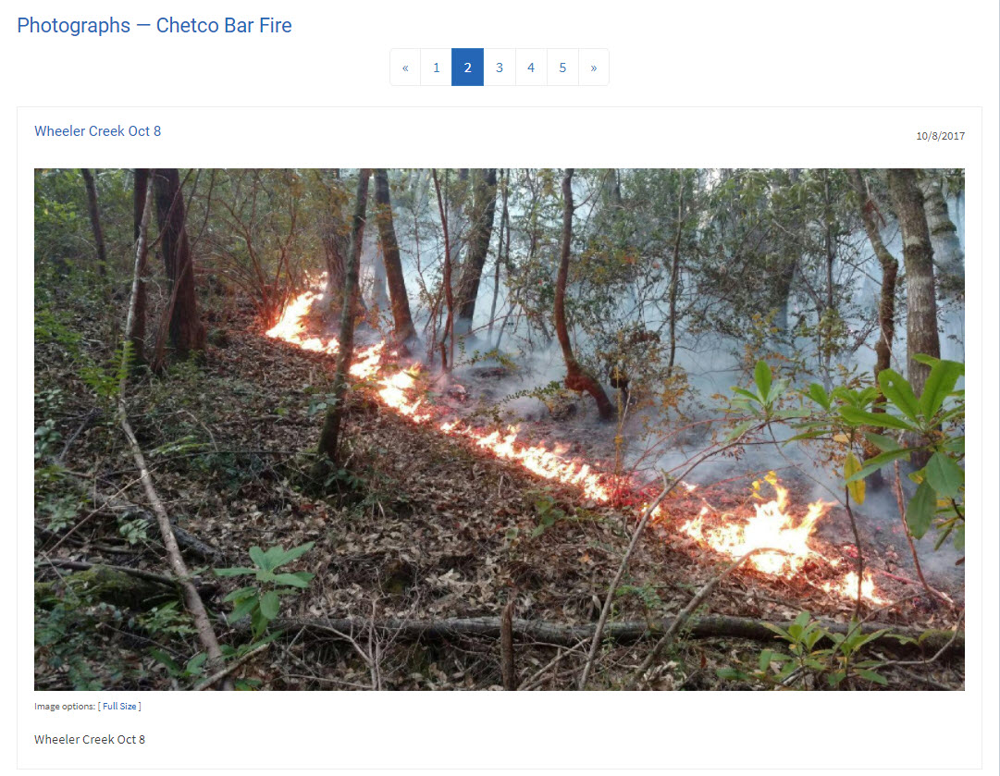 Photographs — Chetco Bar Fire
« 1 2 3 4 5 »
Wheeler Creek Oct 8
10/8/2017
Image options: [ Full Size ]
Wheeler Creek Oct 8